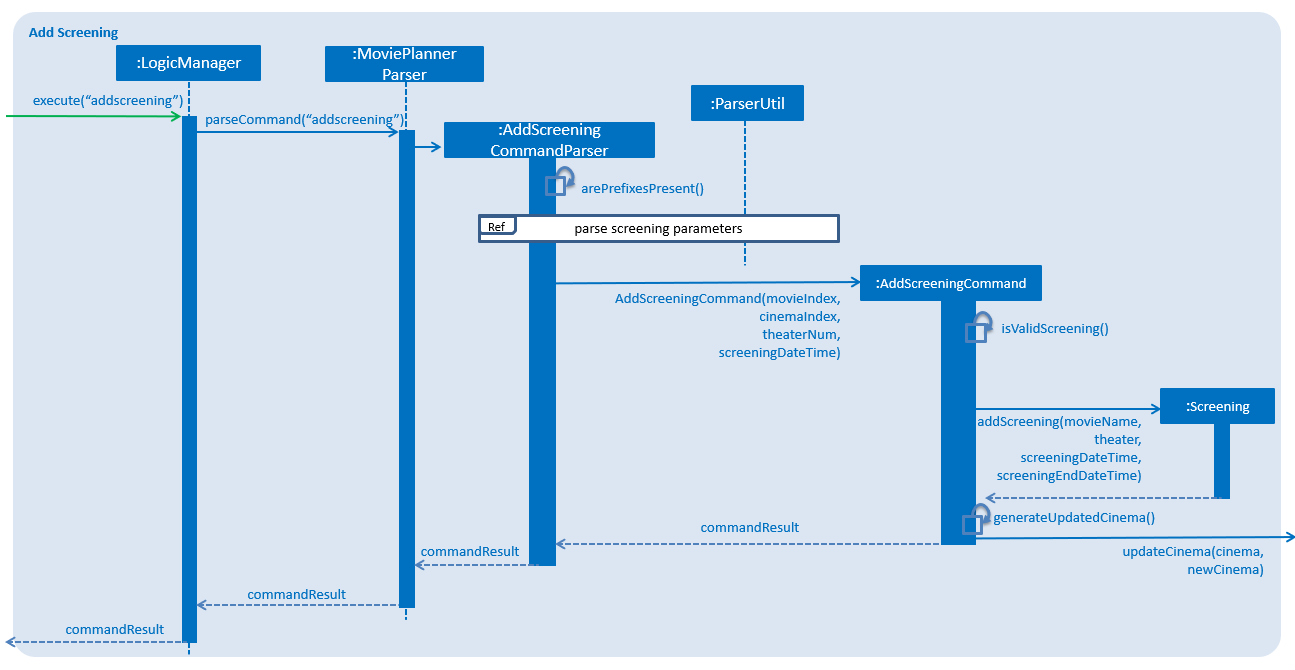 Add Screening
:LogicManager
:MoviePlanner
Parser
execute(“addscreening”)
parseCommand(“addscreening”)
:ParserUtil
:AddScreening
CommandParser
arePrefixesPresent()
Ref
parse screening parameters
:AddScreeningCommand
AddScreeningCommand(movieIndex,
cinemaIndex,
theaterNum,
screeningDateTime)
isValidScreening()
:Screening
addScreening(movieName,
theater,
screeningDateTime,
screeningEndDateTime)
generateUpdatedCinema()
commandResult
updateCinema(cinema,
newCinema)
commandResult
commandResult
commandResult